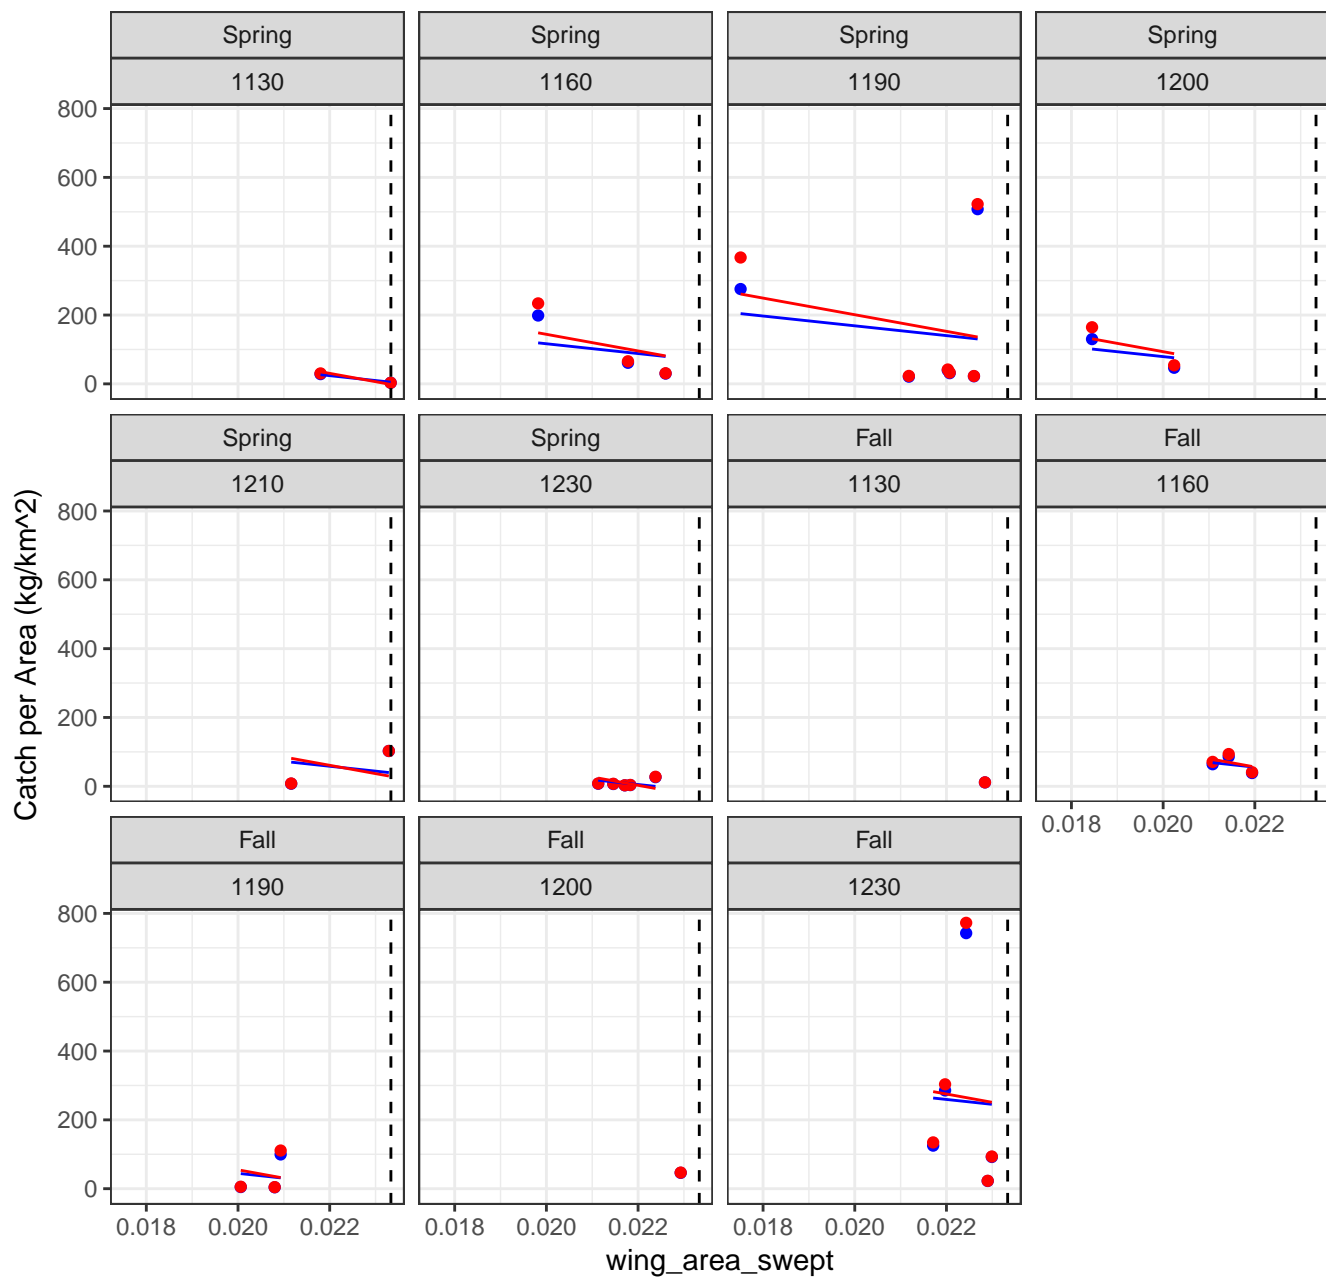 Spring Spring Spring Spring
1130 1160 1190 1200
800
600
400
200
0
Spring Spring Fall Fall
1210 1230 1130 1160
800
600
400
200
0
0.018 0.020 0.022
Fall Fall Fall
1190 1200 1230
800
600
400
200
0
0.018 0.020 0.022 0.018 0.020 0.022 0.018 0.020 0.022
wing_area_swept
Catch per Area (kg/km^2)